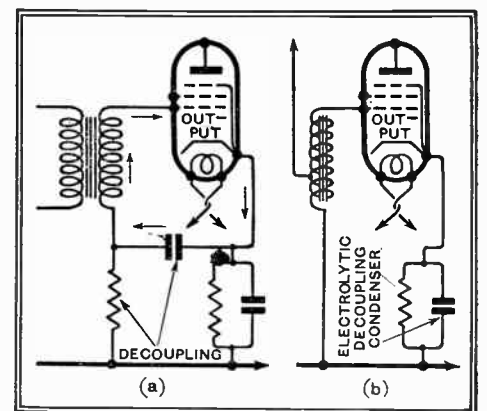 OUT-
PUT
DECOUPLING
(a)
OUT-
PUT
ELECTROLYTIC
DECOUPLING
CONDENSER
(b)